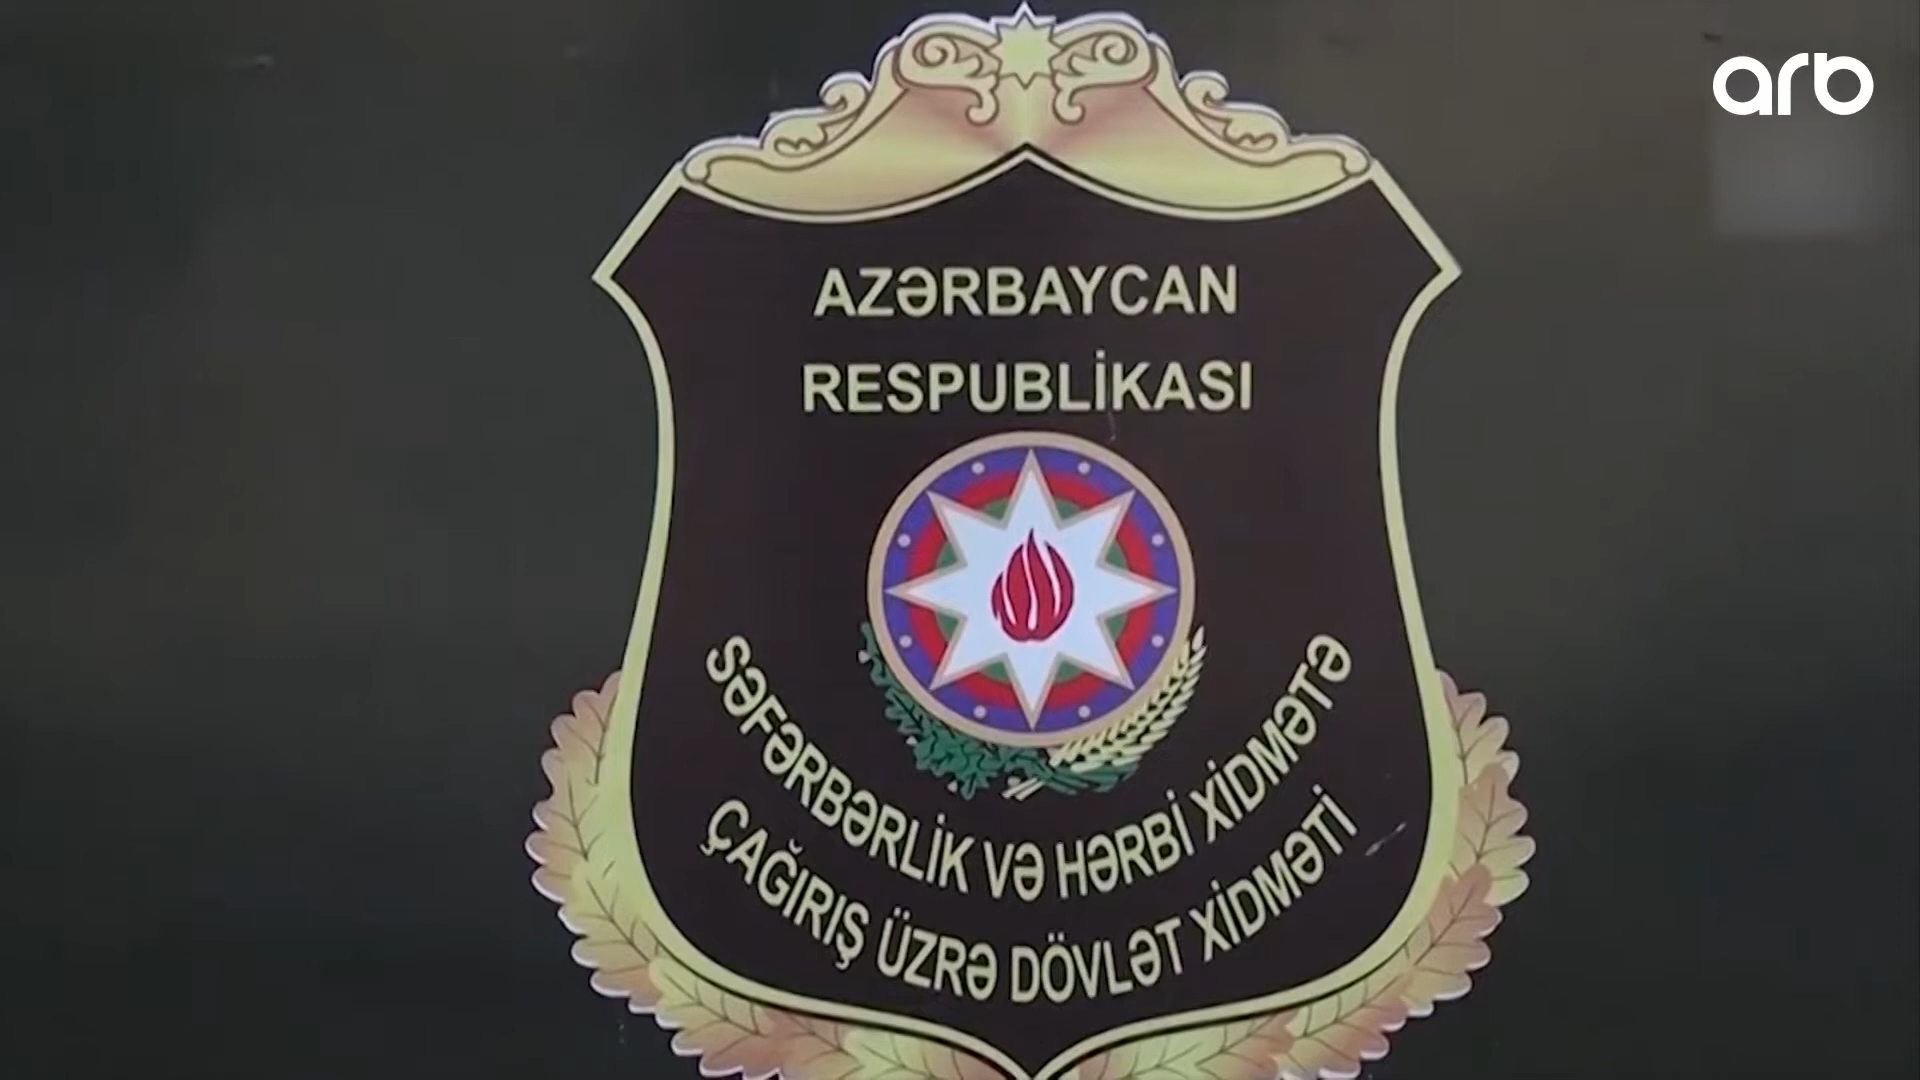 arb
AZƏRBAYCAN
RESPUBLİKASI
SƏFƏRBƏRLİK VƏ HƏRBİ XİDMƏTƏ
ÇAĞIRIŞ ÜZRƏ DÖVLƏT XİDMƏTİ